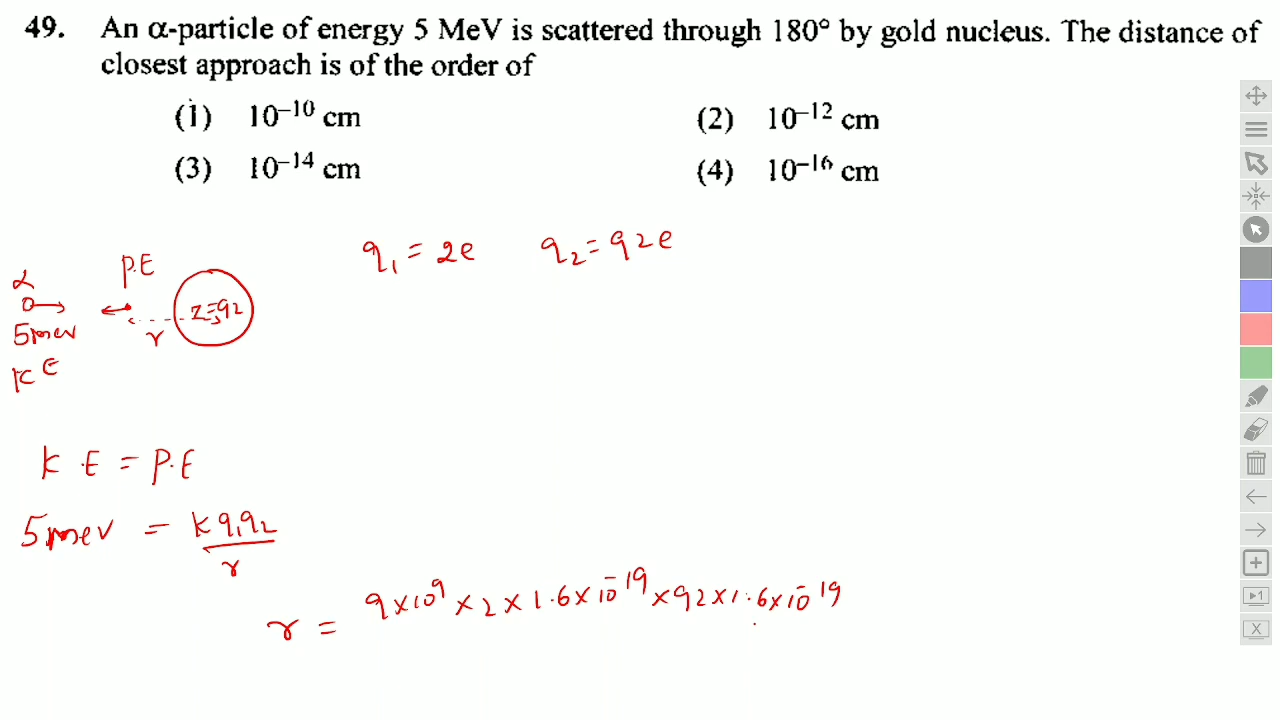 49. An α-particle of energy 5 MeV is scattered through 180° by gold nucleus. The distance of
closest approach is of the order of
(1) 10⁻¹⁰ cm (2) 10⁻¹² cm
(3) 10⁻¹⁴ cm (4) 10⁻¹⁶ cm
q₁ = 2e q₂ = 92e
α P.E
z=92
5mev r
K E
K.E = P.E
5mev = kq₁q₂/r
r = 9×10⁹ × 2 × 1.6×10⁻¹⁹ × 92×1.6×10⁻¹⁹